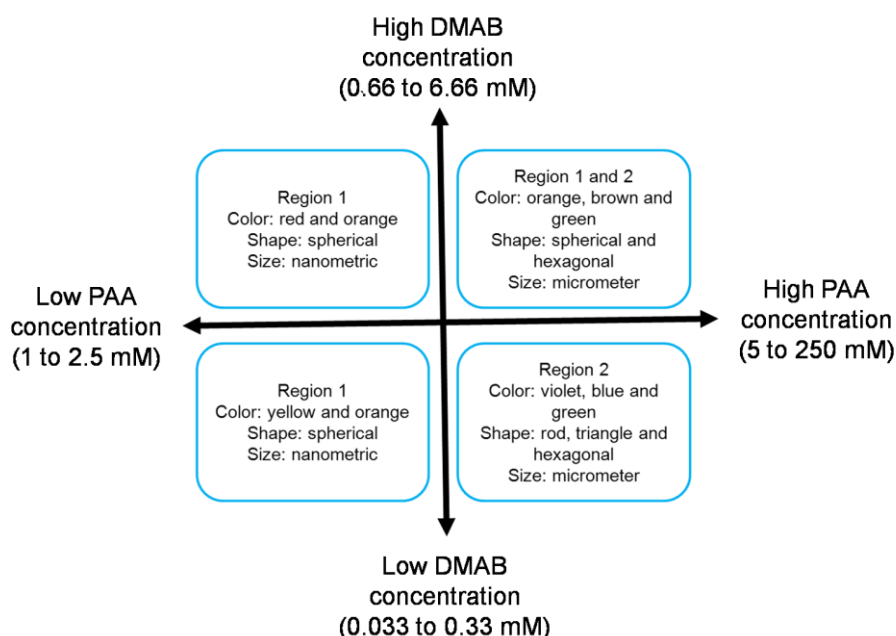 High DMAB
concentration
(0.66 to 6.66 mM)
Region 1
Color: red and orange
Shape: spherical
Size: nanometric
Region 1 and 2
Color: orange, brown and
green
Shape: spherical and
hexagonal
Size: micrometer
Low PAA
concentration
(1 to 2.5 mM)
High PAA
concentration
(5 to 250 mM)
Region 1
Color: yellow and orange
Shape: spherical
Size: nanometric
Region 2
Color: violet, blue and
green
Shape: rod, triangle and
hexagonal
Size: micrometer
Low DMAB
concentration
(0.033 to 0.33 mM)